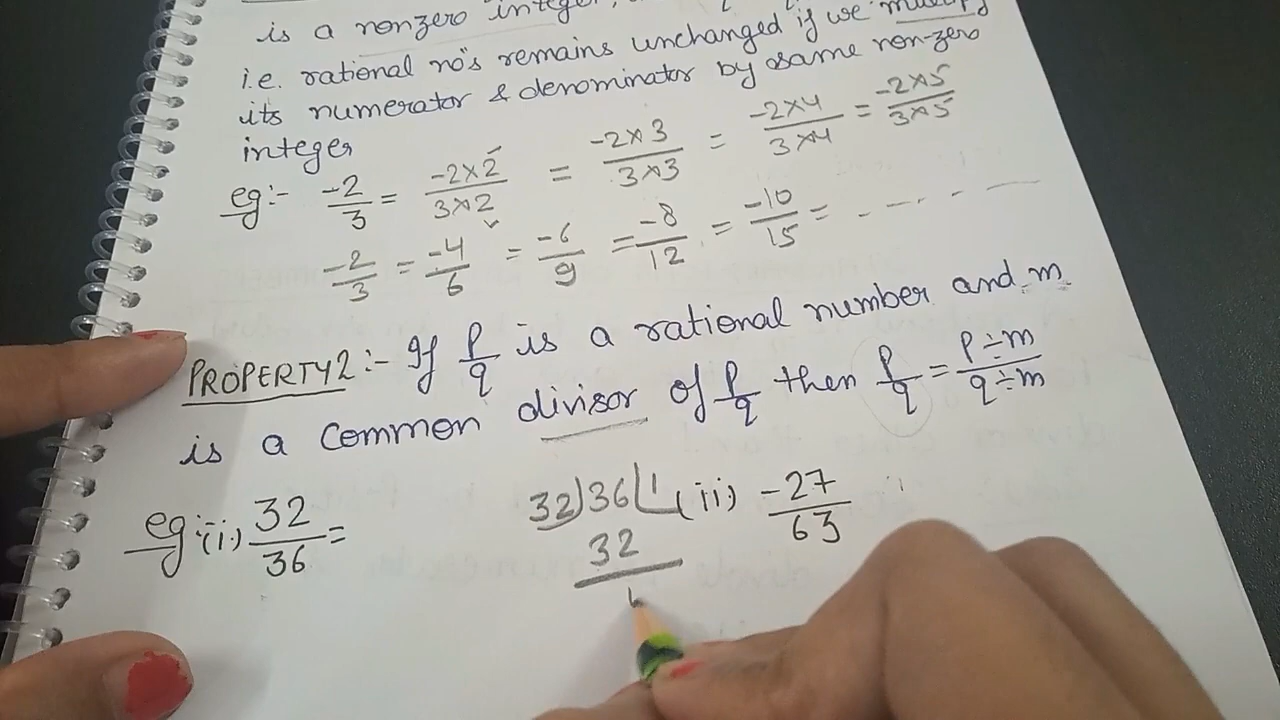 is a nonzero integer,
i.e. rational no's remains unchanged if we multiply
its numerator & denominator by same non-zero
integer
eg:- -2/3 = -2×2/3×2 = -2×3/3×3 = -2×4/3×4 = -2×5/3×5
-2/3 = -4/6 = -6/9 = -8/12 = -10/15 = - - - - -
PROPERTY2:- If p/q is a rational number and m
is a common divisor of p/q then p/q = p÷m/q÷m
eg:(i) 32/36 = 32)36(1 (ii) -27/63
32